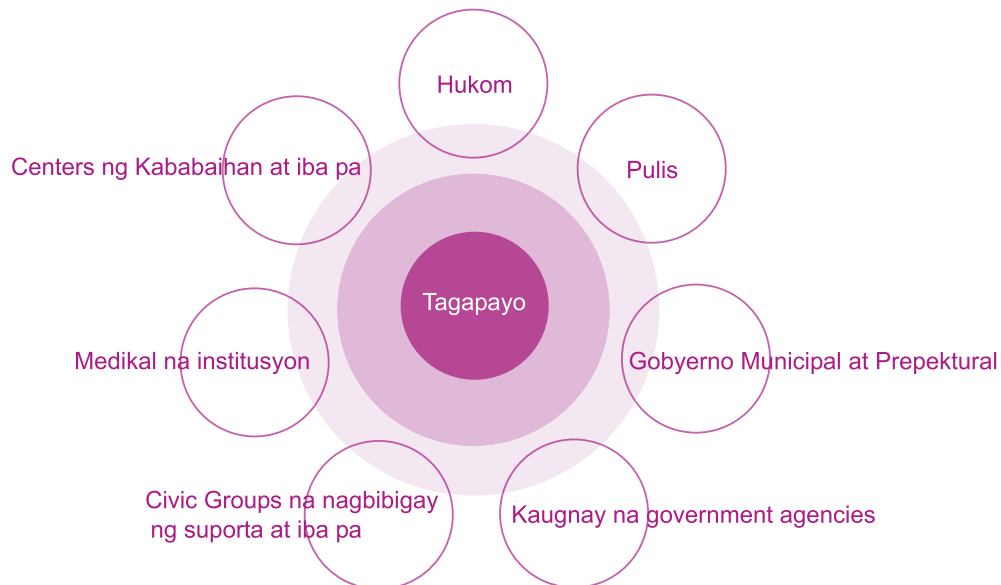 Hukom
Centers ng Kababaihan at iba pa
Pulis
Tagapayo
Medikal na institusyon
Gobyerno Municipal at Prepektural
Civic Groups na nagbibigay
ng suporta at iba pa
Kaugnay na government agencies